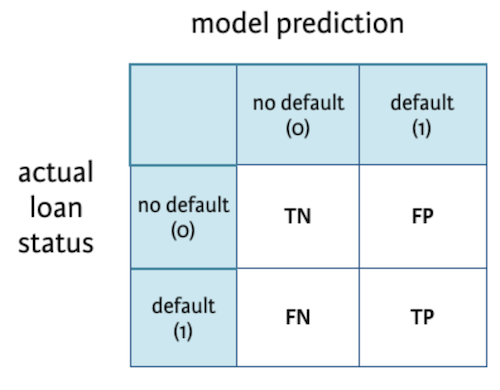 model prediction
no default
(0)
default
(1)
actual
loan
status
no default
(0)
TN
FP
default
(1)
FN
TP